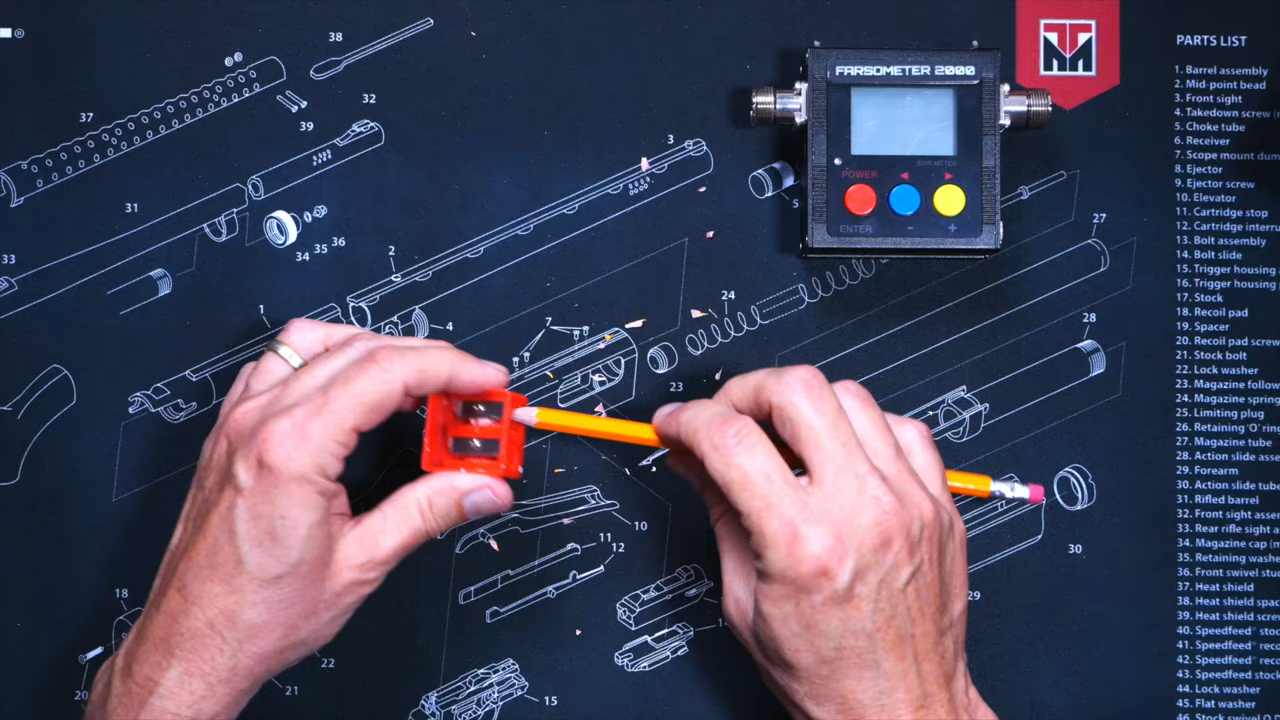 ®
38
37
32
39
3
31
5
33
34 35 36
2
27
24
1
4
7
28
23
10
11
12
30
29
18
22
21
20
15
FARSOMETER 2000
SWR METER
POWER
ENTER - +
PARTS LIST
1. Barrel assembly
2. Mid-point bead
3. Front sight
4. Takedown screw
5. Choke tube
6. Receiver
7. Scope mount
8. Ejector
9. Ejector screw
10. Elevator
11. Cartridge stop
12. Cartridge
13. Bolt assembly
14. Bolt slide
15. Trigger housing
16. Trigger housing
17. Stock
18. Recoil pad
19. Spacer
20. Recoil pad screw
21. Stock bolt
22. Lock washer
23. Magazine
24. Magazine spring
25. Limiting plug
26. Retaining 'O'
27. Magazine tube
28. Action slide
29. Forearm
30. Action slide tube
31. Rifled barrel
32. Front sight
33. Rear rifle sight
34. Magazine cap
35. Retaining
36. Front swivel
37. Heat shield
38. Heat shield
39. Heat shield
40. Speedfeed®
41. Speedfeed®
42. Speedfeed®
43. Speedfeed
44. Lock washer
45. Flat washer
46. Stock swivel